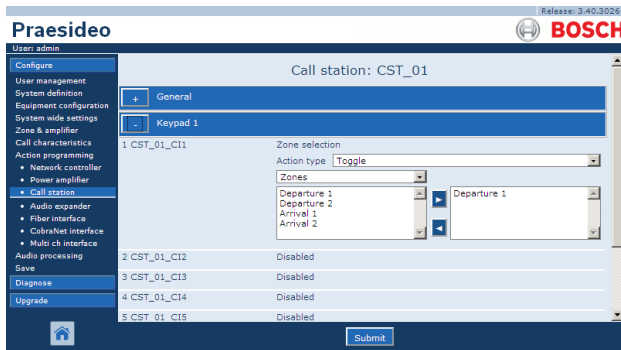 Release: 3.40.3026
Praesideo
BOSCH
User: admin
Configure
User management
System definition
Equipment configuration
System wide settings
Zone & amplifier
Call characteristics
Action programming
• Network controller
• Power amplifier
• Call station
• Audio expander
• Fiber interface
• CobraNet interface
• Multi ch interface
Audio processing
Save
Diagnose
Upgrade
Call station: CST_01
+ General
- Keypad 1
1 CST_01_CI1 Zone selection
Action type Toggle
Zones
Departure 1
Departure 2
Arrival 1
Arrival 2
Departure 1
2 CST_01_CI2 Disabled
3 CST_01_CI3 Disabled
4 CST_01_CI4 Disabled
5 CST_01_CI5 Disabled
Submit